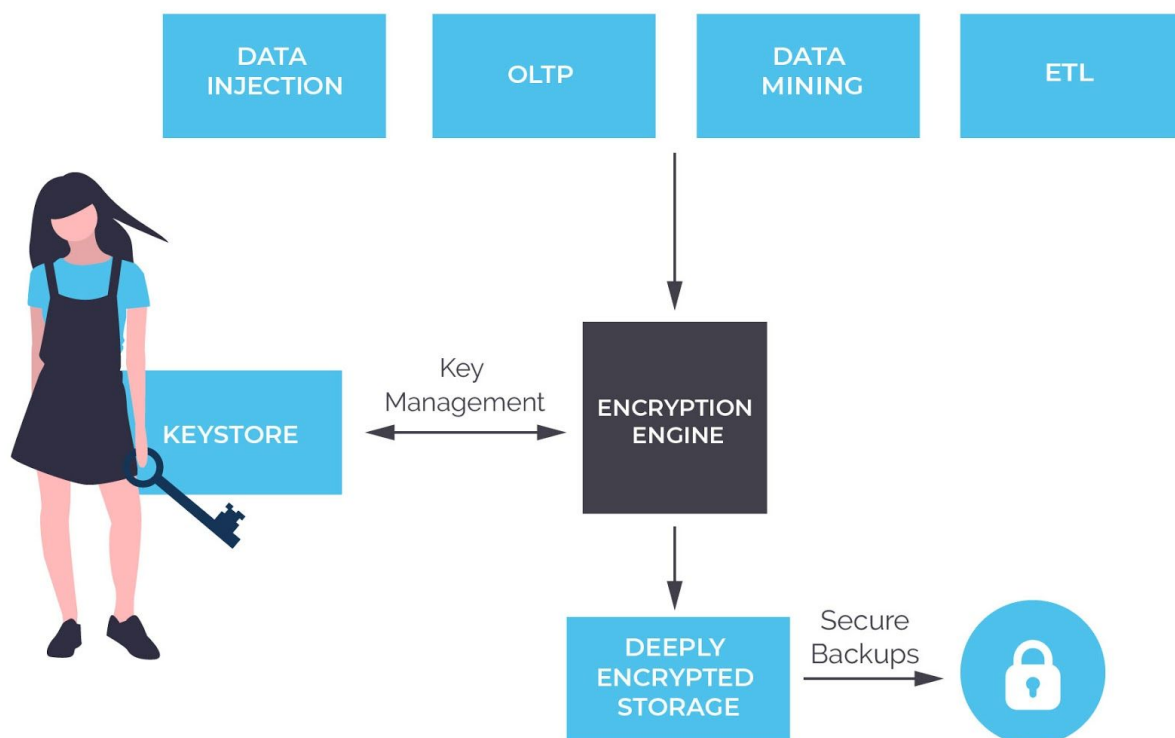 DATA
INJECTION
OLTP
DATA
MINING
ETL
Key
Management
KEYSTORE
ENCRYPTION
ENGINE
DEEPLY
ENCRYPTED
STORAGE
Secure
Backups